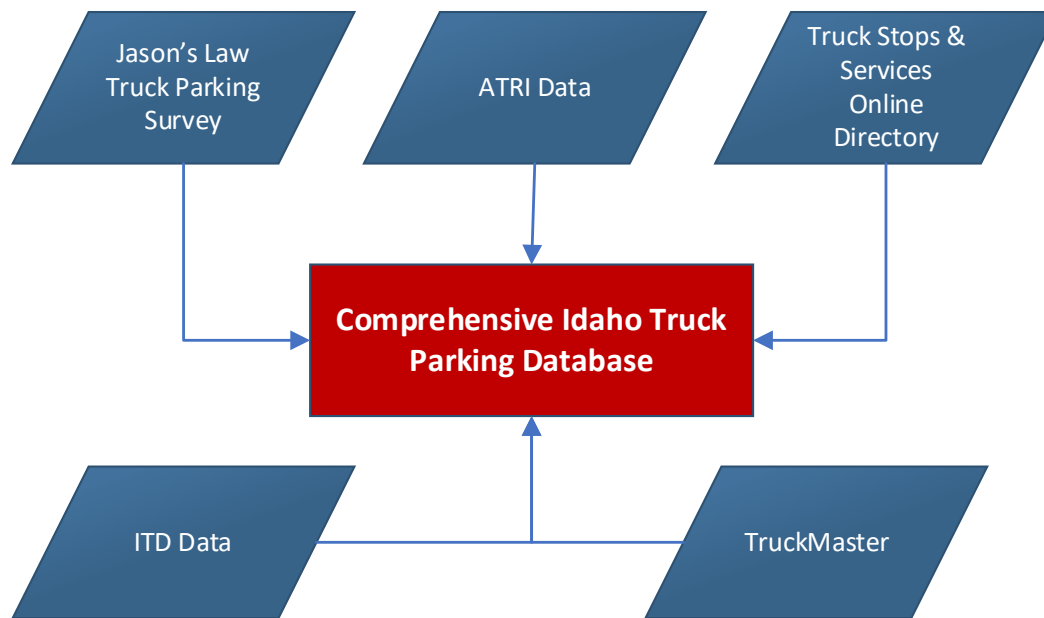 Jason’s Law
Truck Parking
Survey
ATRI Data
Truck Stops &
Services
Online
Directory
Comprehensive Idaho Truck
Parking Database
ITD Data
TruckMaster